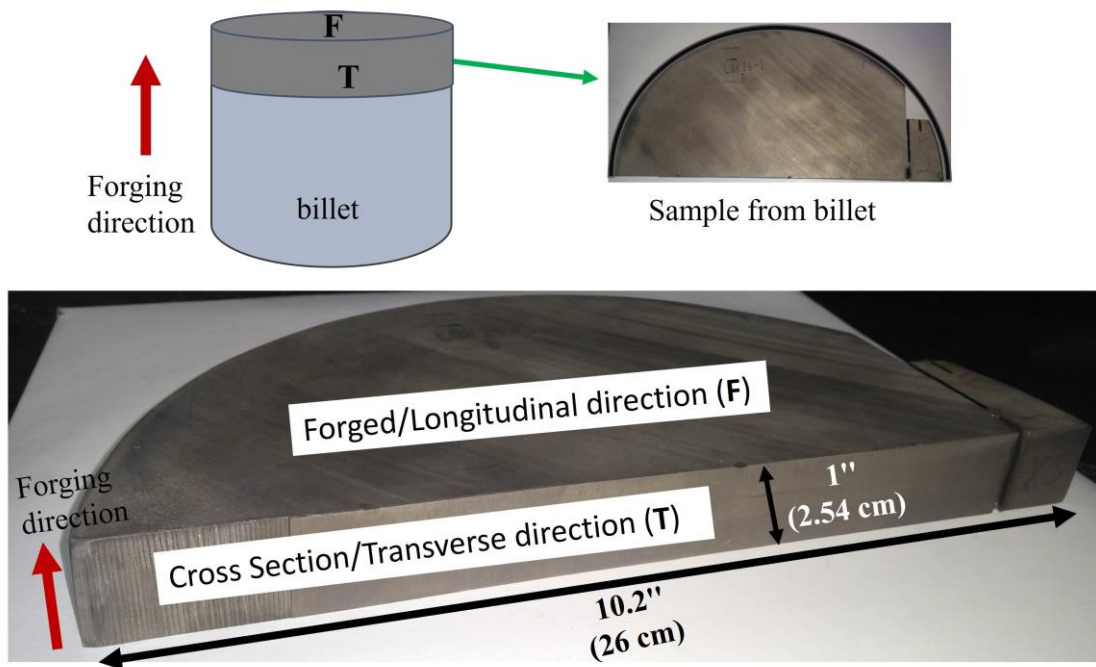 F
T
Forging
direction
billet
Sample from billet
Forged/Longitudinal direction (F)
Forging
direction
Cross Section/Transverse direction (T)
1"
(2.54 cm)
10.2"
(26 cm)